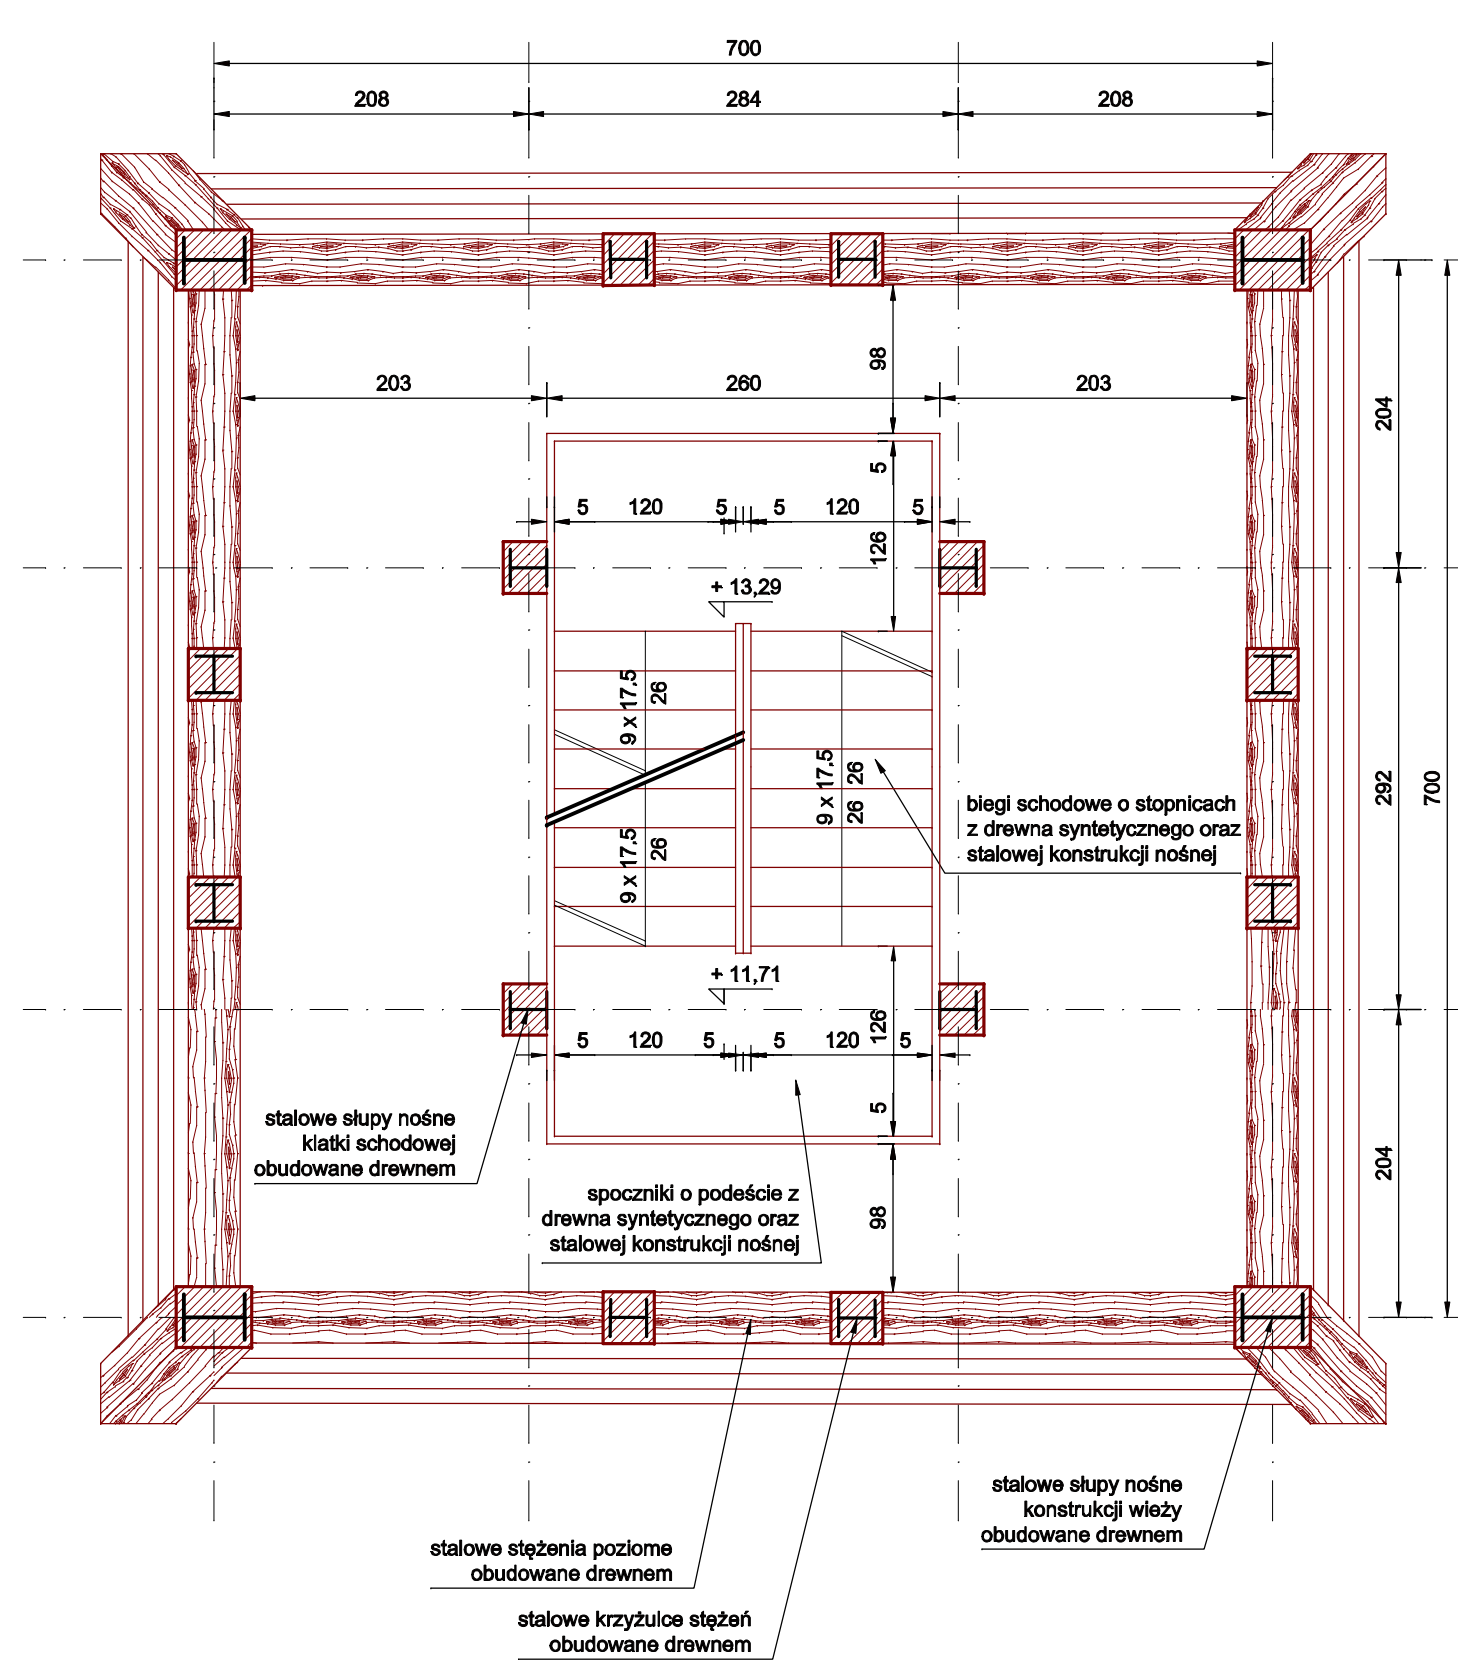 700
208 284 208
98
203 260 203
204
5
5 120 5 5 120 5
126
+ 13,29
9 x 17.5
26
9 x 17.5
26
26
292
700
biegi schodowe o stopnicach
z drewna syntetycznego oraz
stalowej konstrukcji nośnej
9 x 17.5
26
+ 11,71
126
5 120 5 5 120 5
5
stalowe słupy nośne
klatki schodowej
obudowane drewnem
204
98
spoczniki o podeście z
drewna syntetycznego oraz
stalowej konstrukcji nośnej
stalowe słupy nośne
konstrukcji wieży
obudowane drewnem
stalowe stężenia poziome
obudowane drewnem
stalowe krzyżulce stężeń
obudowane drewnem